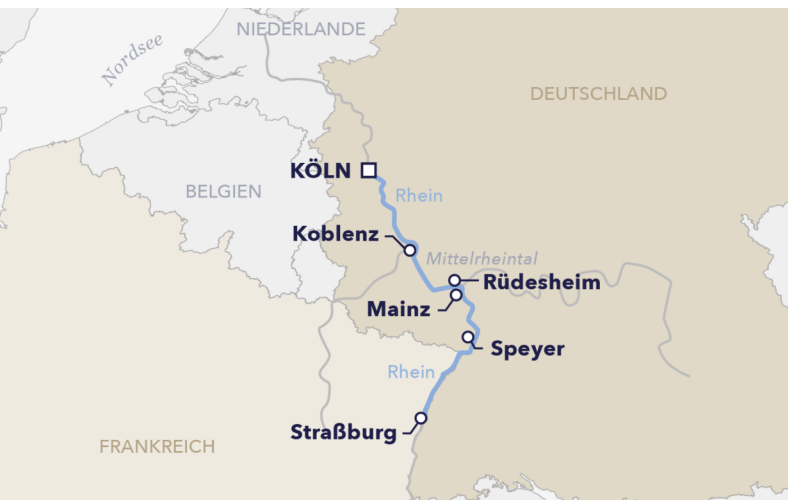 NIEDERLANDE
Nordsee
DEUTSCHLAND
KÖLN
BELGIEN
Rhein
Koblenz
Mittelrheintal
Rüdesheim
Mainz
Speyer
Rhein
Straßburg
FRANKREICH